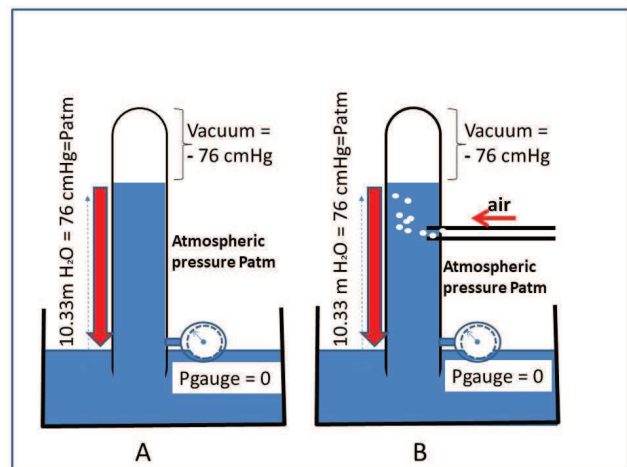 10.33m H₂O = 76 cmHg=Patm
Vacuum =
- 76 cmHg
Atmospheric
pressure Patm
Pgauge = 0
A
10.33 m H₂O = 76 cmHg=Patm
Vacuum =
- 76 cmHg
air
Atmospheric
pressure Patm
Pgauge = 0
B